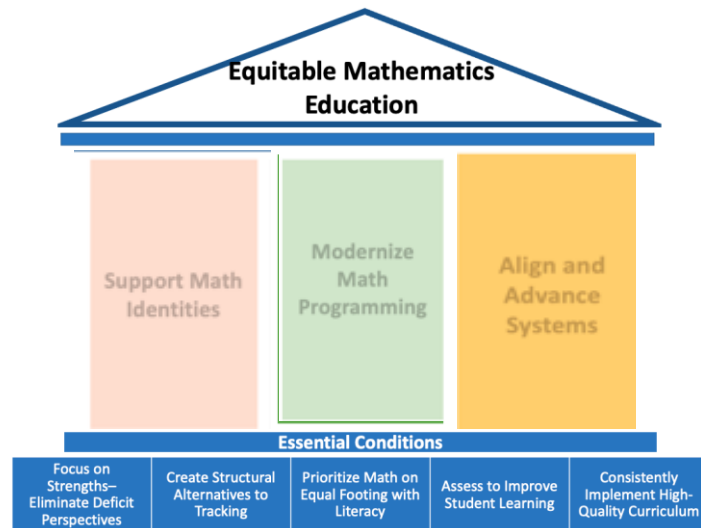 Equitable Mathematics
Education
Support Math
Identities
Modernize
Math
Programming
Align and
Advance
Systems
Essential Conditions
Focus on
Strengths–
Eliminate Deficit
Perspectives
Create Structural
Alternatives to
Tracking
Prioritize Math on
Equal Footing with
Literacy
Assess to Improve
Student Learning
Consistently
Implement High-
Quality Curriculum